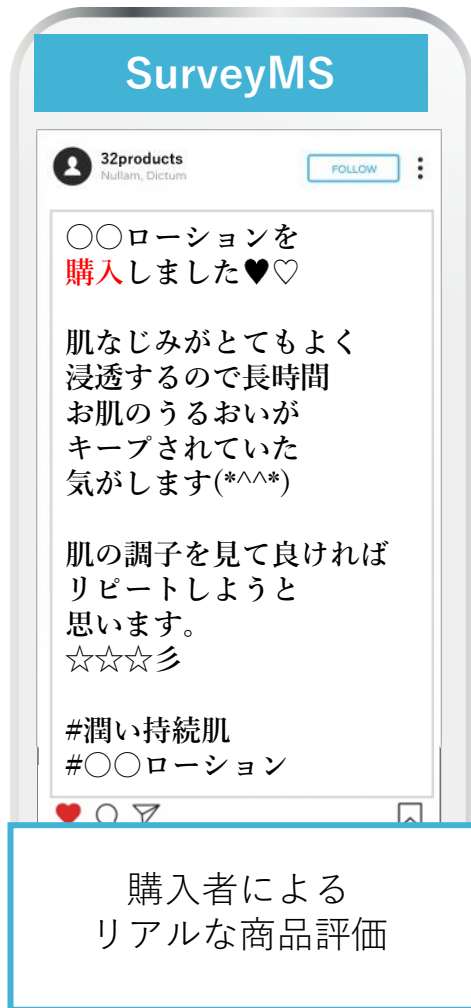 SurveyMS
32products
Nullam, Dictum
FOLLOW
〇〇ローションを
購入しました♥♡
肌なじみがとてもよく
浸透するので長時間
お肌のうるおいが
キープされていた
気がします(*^^*)
肌の調子を見て良ければ
リピートしようと
思います。
☆☆☆彡
#潤い持続肌
#〇〇ローション
購入者による
リアルな商品評価